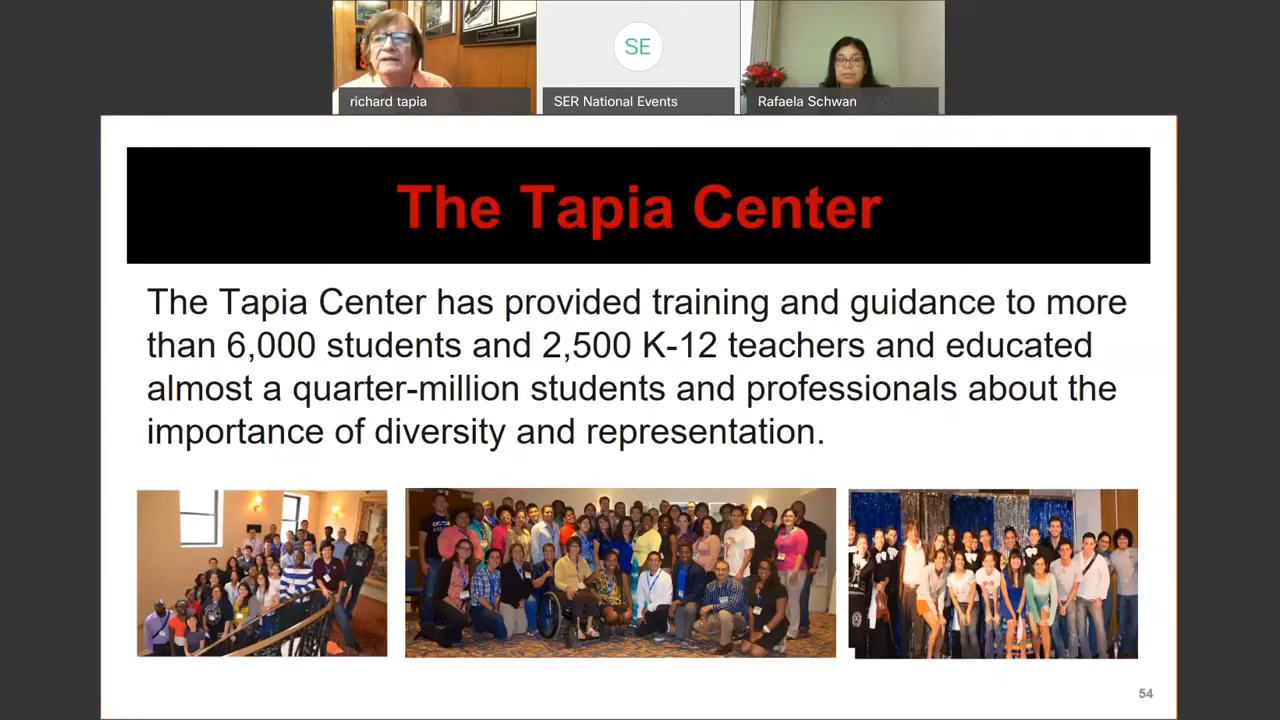 SE
richard tapia
SER National Events
Rafaela Schwan
The Tapia Center
The Tapia Center has provided training and guidance to more
than 6,000 students and 2,500 K-12 teachers and educated
almost a quarter-million students and professionals about the
importance of diversity and representation.
54